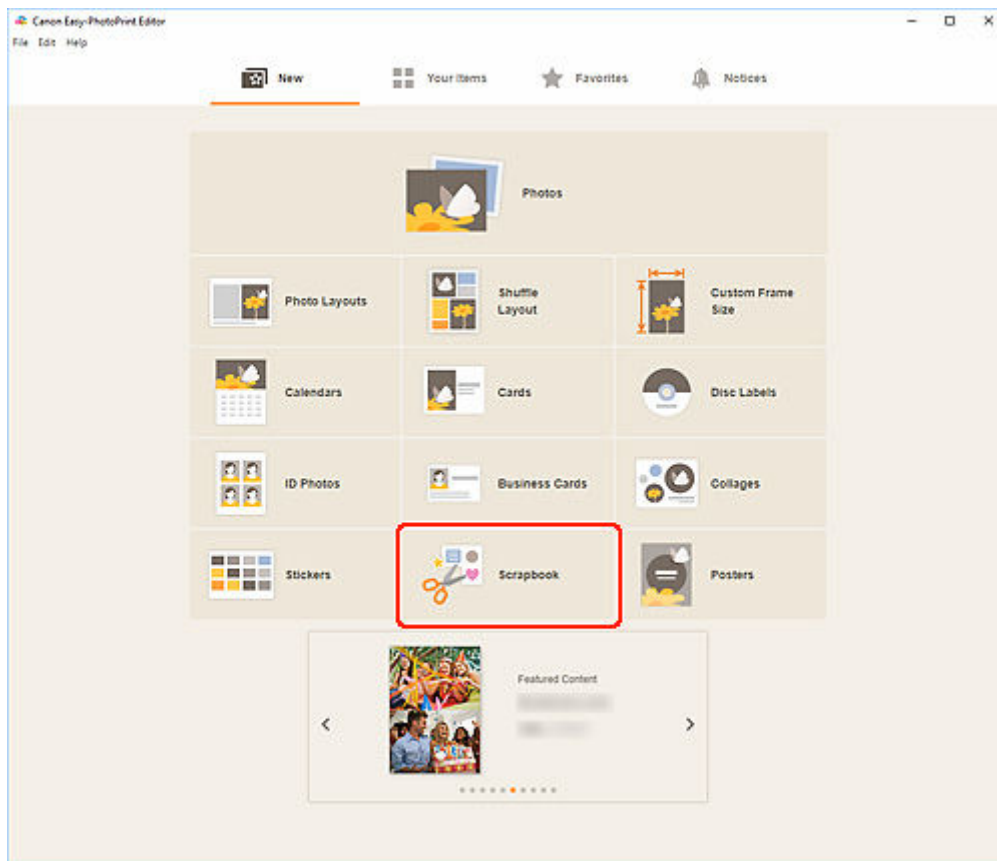 Canon Easy-PhotoPrint Editor
File Edit Help
New
Your Items
Favorites
Notices
Photos
Photo Layouts
Shuffle
Layout
Custom Frame
Size
Calendars
Cards
Disc Labels
ID Photos
Business Cards
Collages
Stickers
Scrapbook
Posters
Featured Content